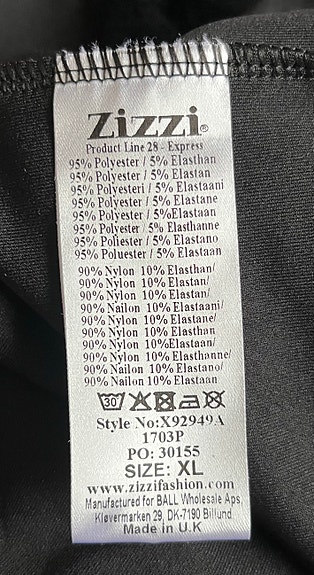 Zizzi®
Product Line 28 - Express
95% Polyester / 5% Elasthan
95% Polyester / 5% Elastan
95% Polyesteri / 5% Elastaani
95% Polyester / 5% Elastane
95% Polyester /5%Elastaan
95% Polyester / 5% Elasthanne
95% Poliester / 5% Elastano
95% Poluester / 5% Elastaan
90% Nylon 10% Elasthan/
90% Nylon 10% Elastan/
90% Nailon 10% Elastaani/
90% Nylon 10% Elastane/
90% Nylon 10% Elasthan
90% Nylon 10%Elastaan/
90% Nylon 10% Elasthanne/
90% Nailon 10% Elastano/
90% Nailon 10% Elastaan
30
Style No:X92949A
1703P
PO: 30155
SIZE: XL
www.zizzifashion.com
Manufactured for BALL Wholesale Aps,
Kløvermarken 29, DK-7190 Billund
Made in U.K